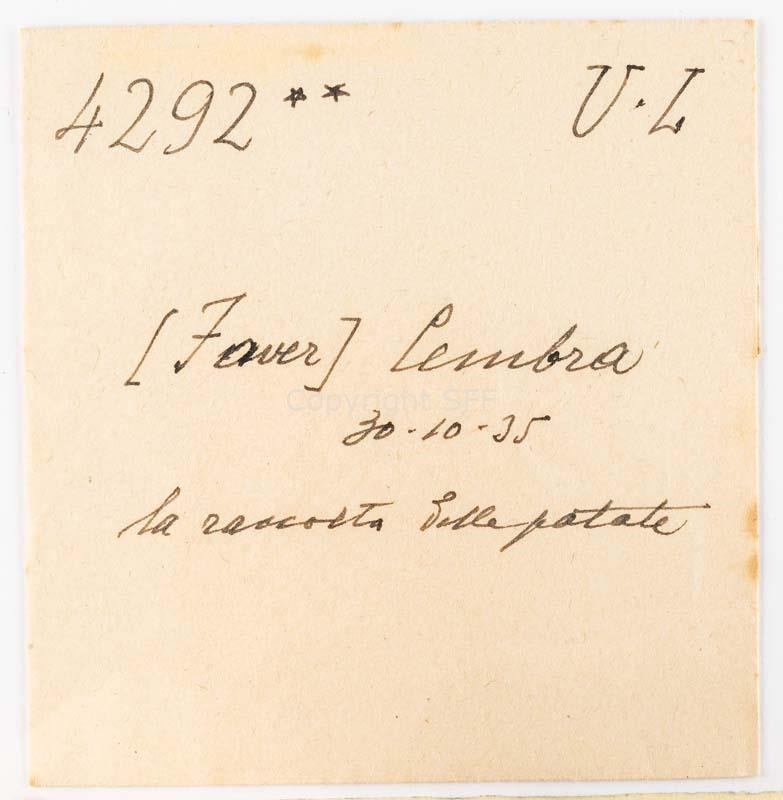 4292** V.L
[Faver] Cembra
Copyright SFF
30-10-35
la raccolta delle patate